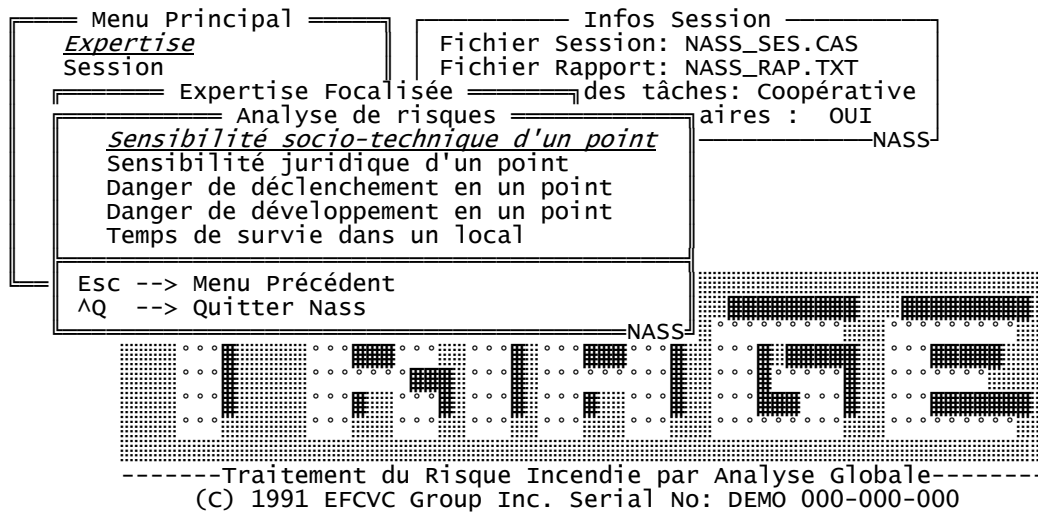 Menu Principal
Expertise
Session
Infos Session
Fichier Session: NASS_SES.CAS
Fichier Rapport: NASS_RAP.TXT
des tâches: Coopérative
aires : OUI
NASS
Expertise Focalisée
Analyse de risques
Sensibilité socio-technique d'un point
Sensibilité juridique d'un point
Danger de déclenchement en un point
Danger de développement en un point
Temps de survie dans un local
Esc --> Menu Précédent
^Q --> Quitter Nass
NASS
-------Traitement du Risque Incendie par Analyse Globale-------
(C) 1991 EFCVC Group Inc. Serial No: DEMO 000-000-000